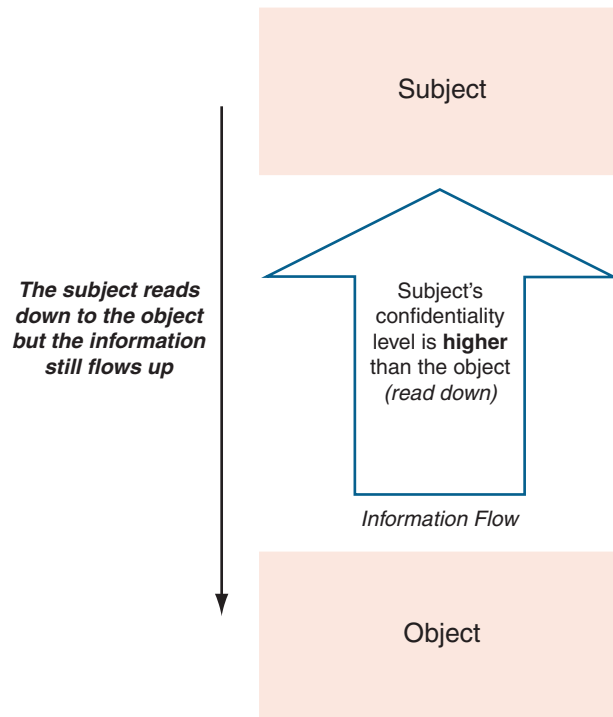 Subject
The subject reads
down to the object
but the information
still flows up
Subject's
confidentiality
level is higher
than the object
(read down)
Information Flow
Object